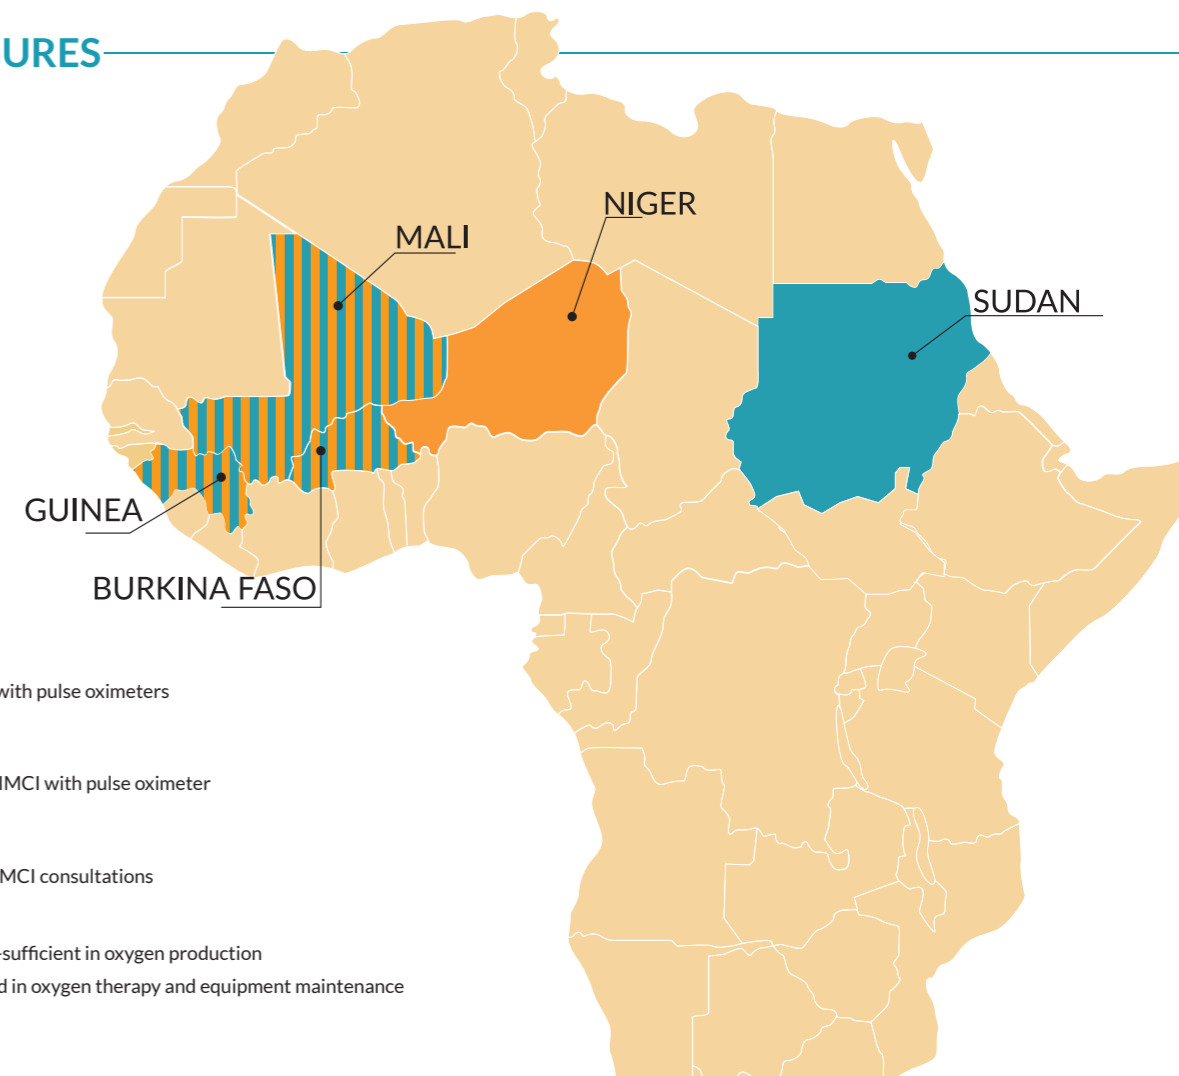 URES
NIGER
MALI
SUDAN
GUINEA
BURKINA FASO
with pulse oximeters
IMCI with pulse oximeter
MCI consultations
-sufficient in oxygen production
d in oxygen therapy and equipment maintenance